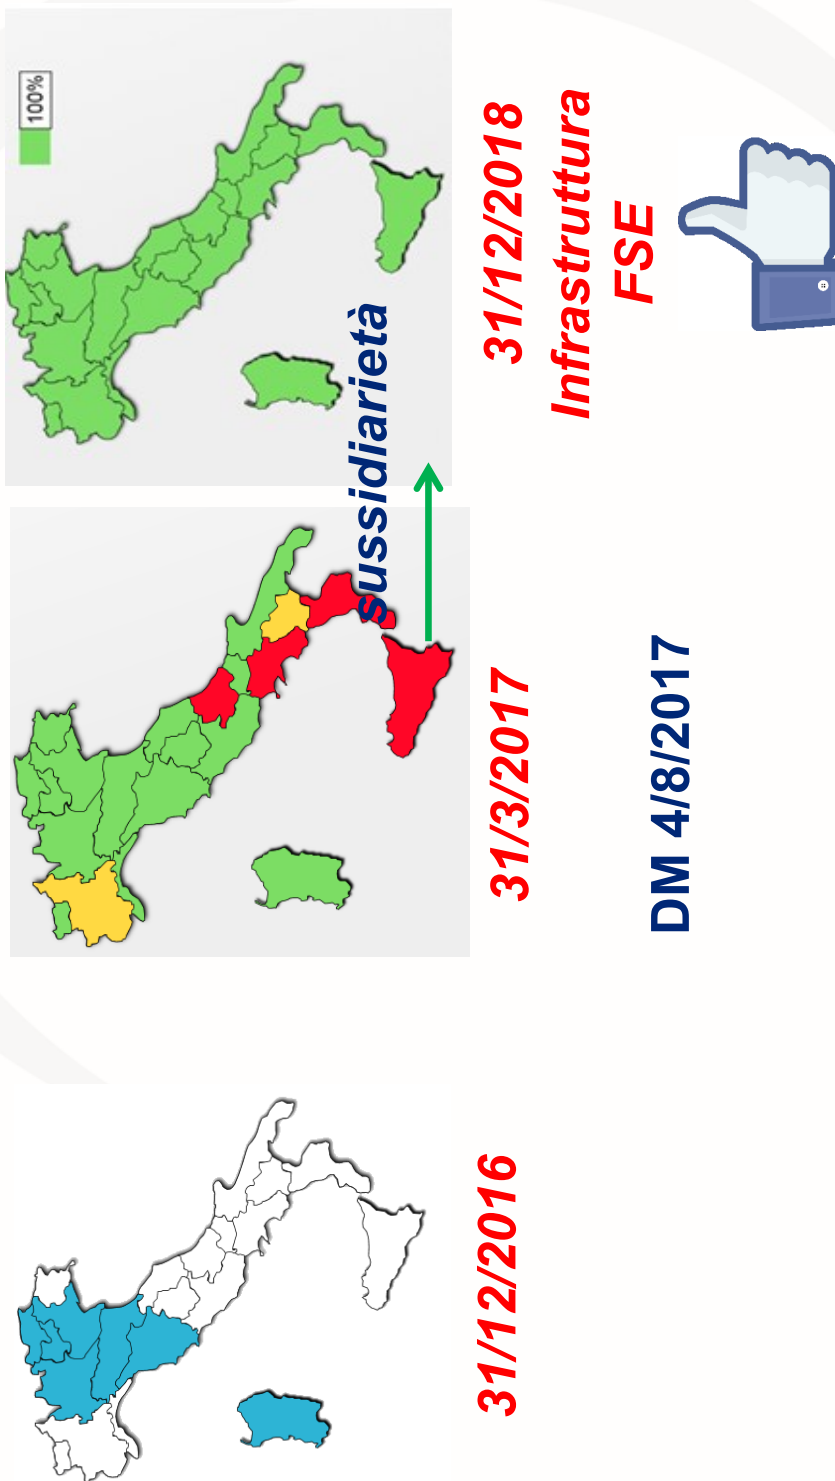 31/12/2016
31/3/2017
DM 4/8/2017
sussidiarietà
100%
31/12/2018
Infrastruttura
FSE